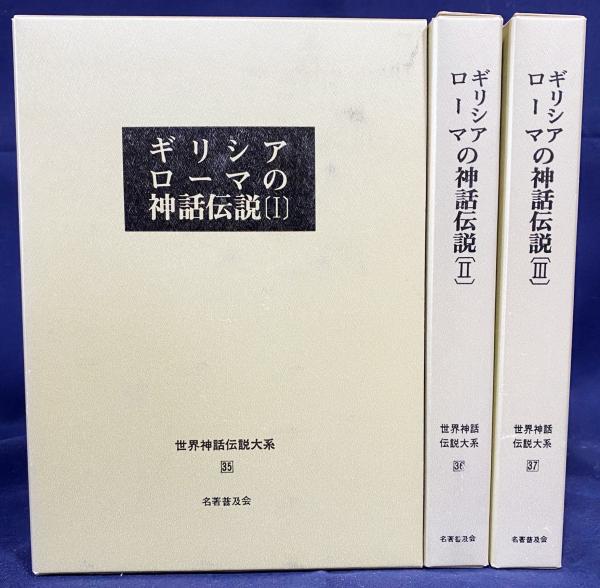 ギリシア
ローマの
神話伝説〔Ⅰ〕
世界神話伝説大系
35
名著普及会
ギリシア
ローマの神話伝説〔Ⅱ〕
世界神話
伝説大系
36
名著普及会
ギリシア
ローマの神話伝説〔Ⅲ〕
世界神話
伝説大系
37
名著普及会